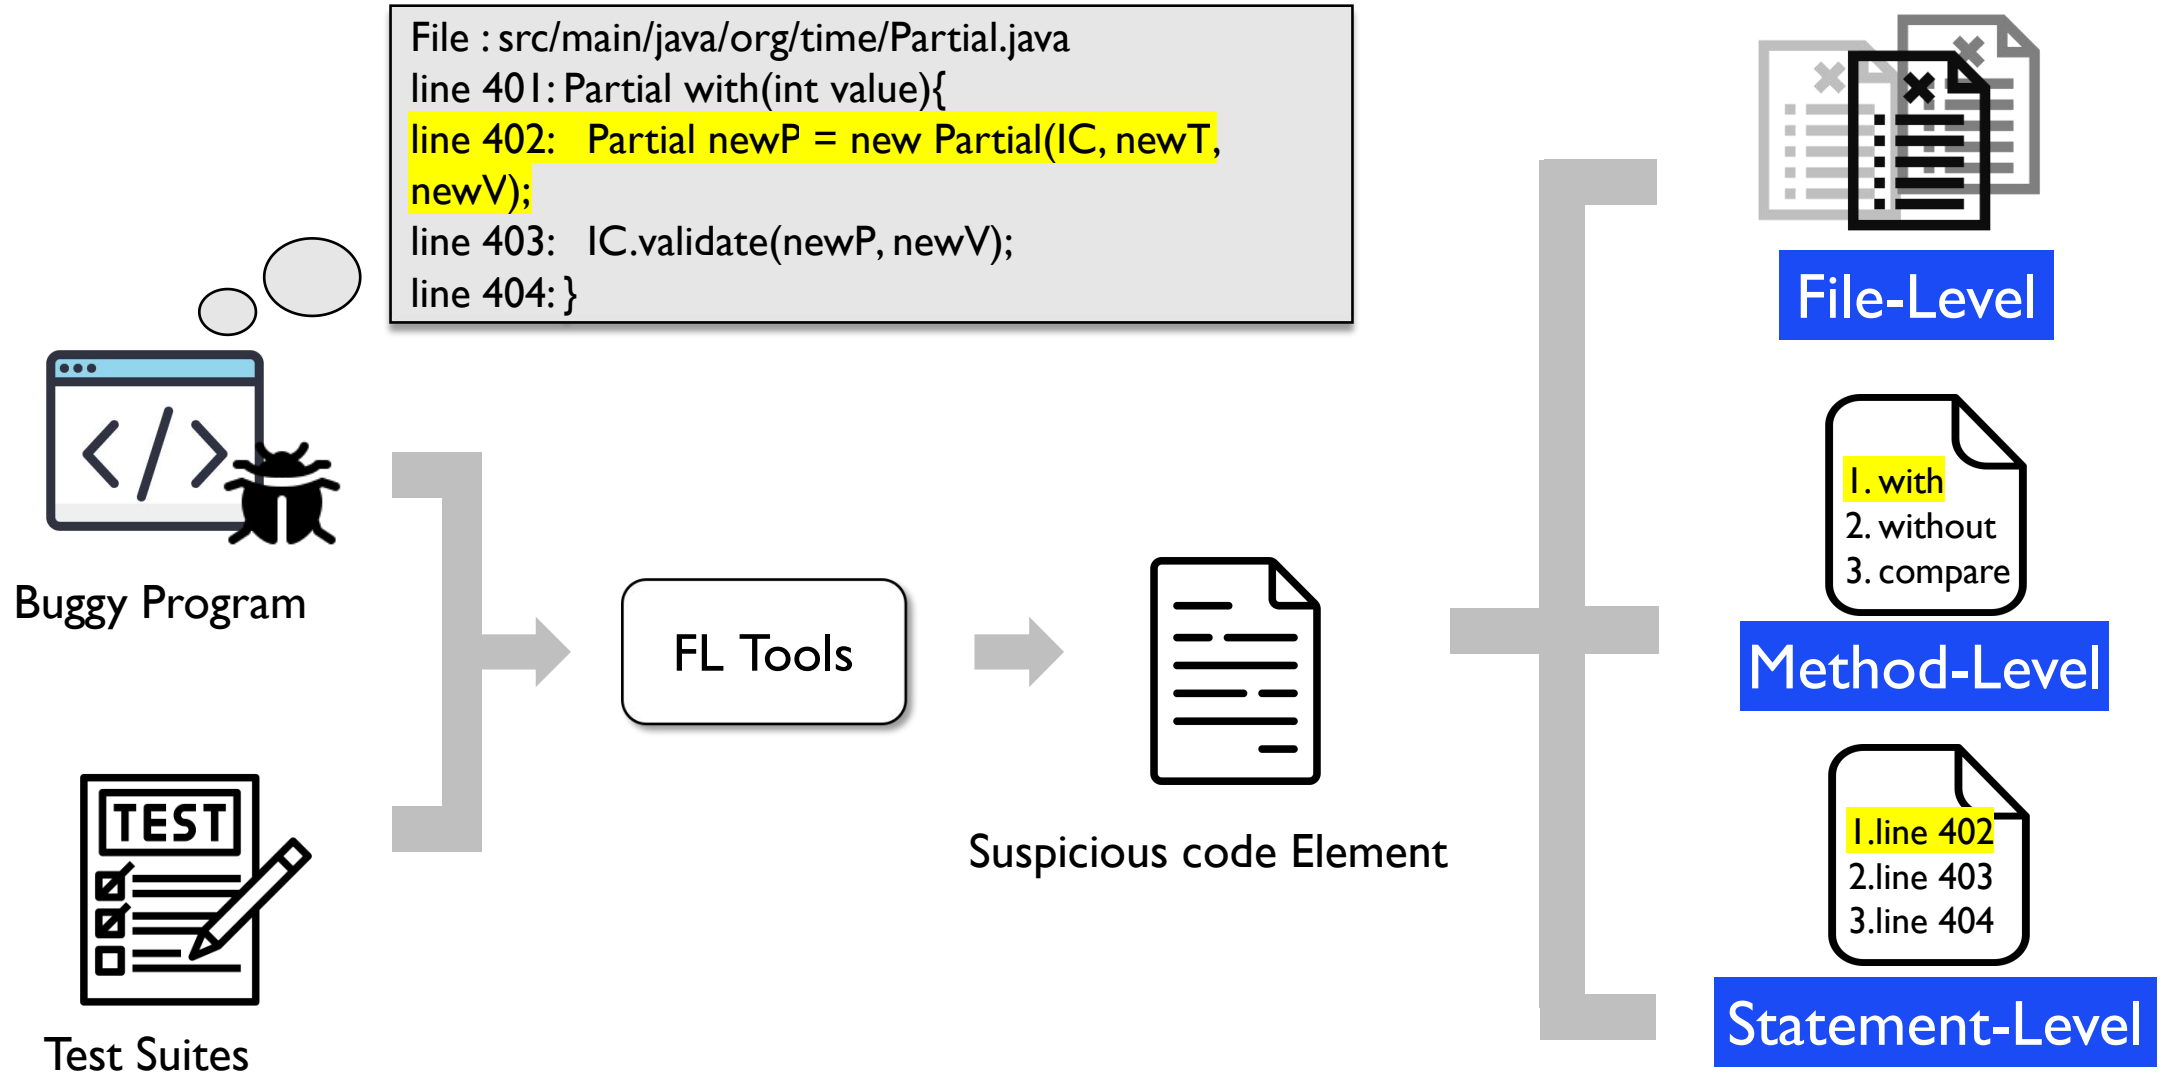 File : src/main/java/org/time/Partial.java
line 401: Partial with(int value){
line 402:   Partial newP = new Partial(IC, newT,
newV);
line 403:   IC.validate(newP, newV);
line 404: }
Buggy Program
TEST
Test Suites
FL Tools
Suspicious code Element
File-Level
1. with
2. without
3. compare
Method-Level
1.line 402
2.line 403
3.line 404
Statement-Level